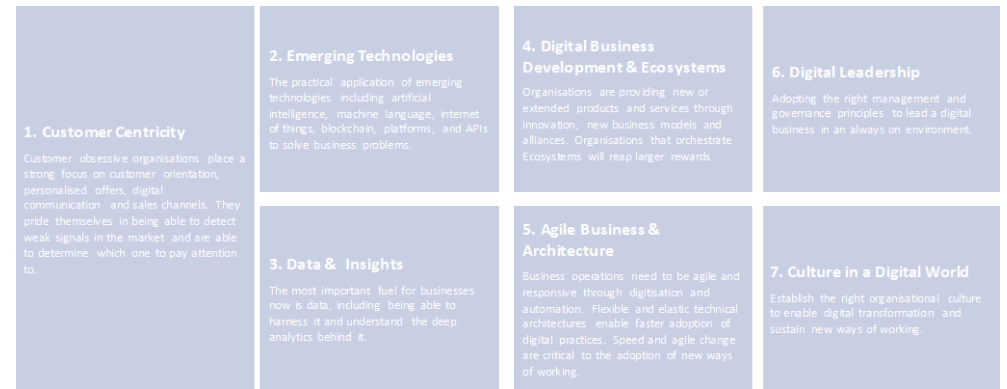 1. Customer Centricity
Customer obsessive organisations place a
strong focus on customer orientation,
personalised offers, digital
communication and sales channels. They
pride themselves in being able to detect
weak signals in the market and are able
to determine which one to pay attention
to.
2. Emerging Technologies
The practical application of emerging
technologies including artificial
intelligence, machine language, internet
of things, blockchain, platforms, and APIs
to solve business problems.
3. Data & Insights
The most important fuel for businesses
now is data, including being able to
harness it and understand the deep
analytics behind it.
4. Digital Business
Development & Ecosystems
Organisations are providing new or
extended products and services through
innovation, new business models and
alliances. Organisations that orchestrate
Ecosystems will reap larger rewards
5. Agile Business &
Architecture
Business operations need to be agile and
responsive through digitisation and
automation. Flexible and elastic technical
architectures enable faster adoption of
digital practices. Speed and agile change
are critical to the adoption of new ways
of working.
6. Digital Leadership
Adopting the right management and
governance principles to lead a digital
business in an always on environment.
7. Culture in a Digital World
Establish the right organisational culture
to enable digital transformation and
sustain new ways of working.